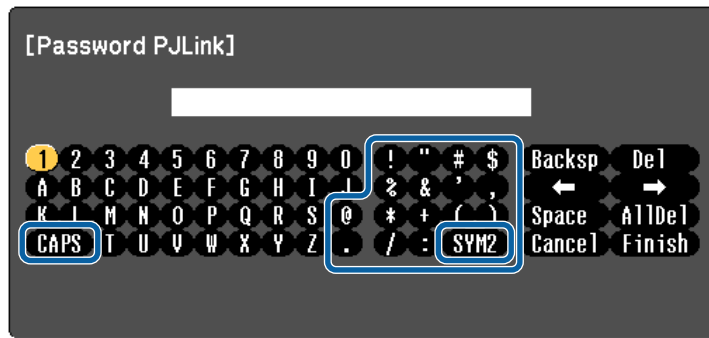 [Password PJLink]
1 2 3 4 5 6 7 8 9 0 ! " # $ Backsp Del
A B C D E F G H I J % & ' , ← →
K L M N O P Q R S @ * + ( ) Space AllDel
CAPS T U V W X Y Z . / : SYM2 Cancel Finish